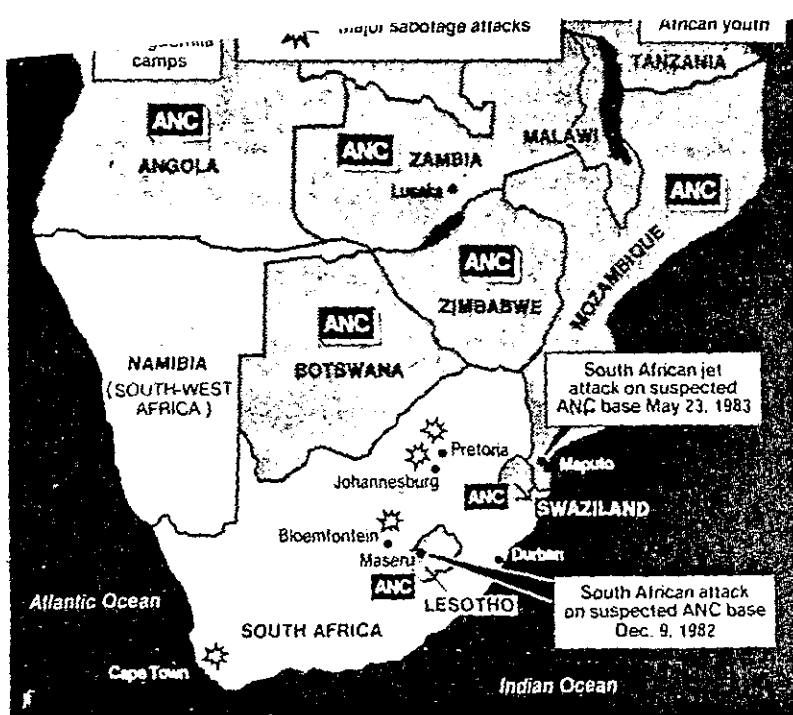 major sabotage attacks
African youth
camps
TANZANIA
ANC
ANGOLA
ANC
ZAMBIA
MALAWI
ANC
Lusaka
ANC
ZIMBABWE
MOZAMBIQUE
ANC
BOTSWANA
NAMIBIA
(SOUTH-WEST
AFRICA)
South African jet
attack on suspected
ANC base May 23, 1983
Pretoria
Johannesburg
Maputo
ANC
SWAZILAND
Bloemfontein
Maseru
Durban
ANC
LESOTHO
South African attack
on suspected ANC base
Dec. 9, 1982
Atlantic Ocean
SOUTH AFRICA
Cape Town
Indian Ocean